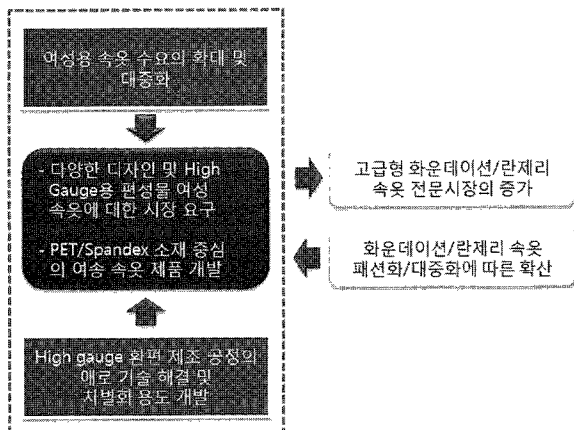 여성용 속옷 수요의 확대 및
대중화
- 다양한 디자인 및 High
Gauge용 편성물 여성
속옷에 대한 시장 요구
- PET/Spandex 소재 중심
의 여송 속옷 제품 개발
High gauge 환편 제조 공정의
애로 기술 해결 및
차별화 용도 개발
고급형 화운데이션/란제리
속옷 전문시장의 증가
화운데이션/란제리 속옷
패션화/대중화에 따른 확산